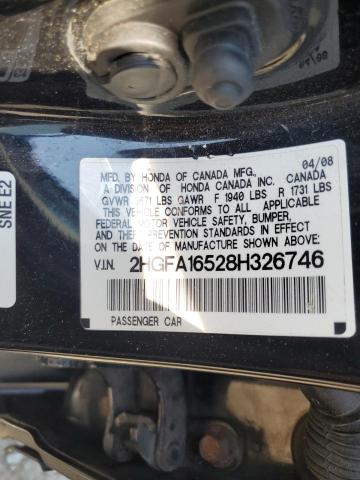 MFD. BY HONDA OF CANADA MFG., 04/08
A DIVISION OF HONDA CANADA INC. CANADA
GVWR 3671 LBS GAWR F 1940 LBS R 1731 LBS
THIS VEHICLE CONFORMS TO ALL APPLICABLE
FEDERAL MOTOR VEHICLE SAFETY, BUMPER,
AND THEFT PREVENTION STANDARDS IN EFFECT ON
THE DATE OF MANUFACTURE SHOWN ABOVE:
V.I.N. 2HGFA16528H326746
PASSENGER CAR
SNE E2